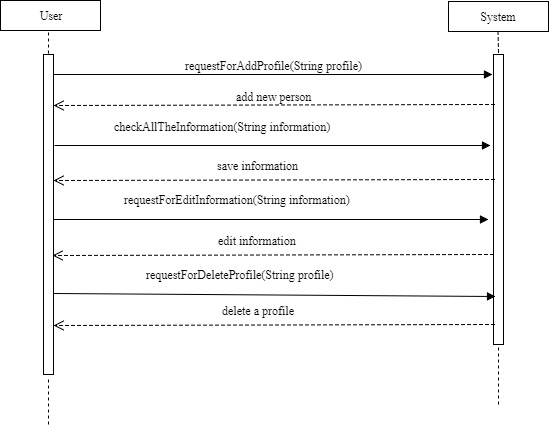 User
System
requestForAddProfile(String profile)
add new person
checkAllTheInformation(String information)
save information
requestForEditInformation(String information)
edit information
requestForDeleteProfile(String profile)
delete a profile